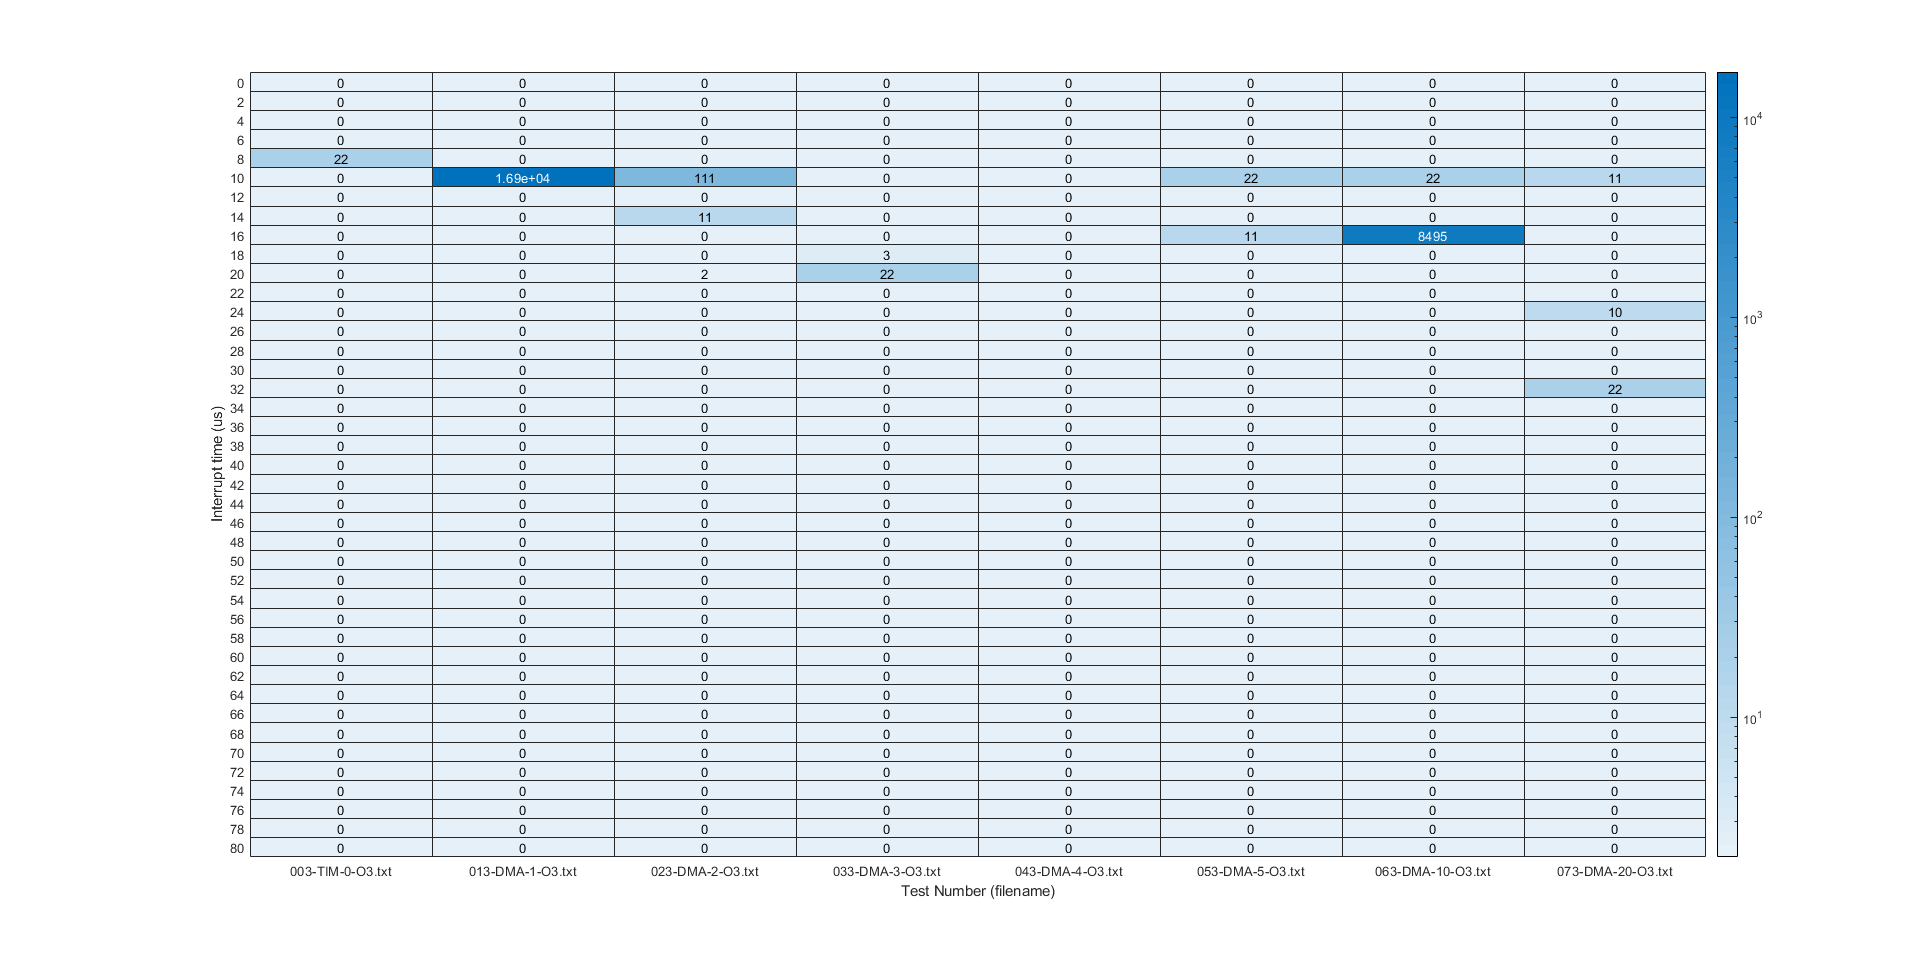 0 0 0 0 0 0 0 0 0
2 0 0 0 0 0 0 0 0
4 0 0 0 0 0 0 0 0
10^4
6 0 0 0 0 0 0 0 0
8 22 0 0 0 0 0 0 0
10 0 1.69e+04 111 0 0 22 22 11
12 0 0 0 0 0 0 0 0
14 0 0 11 0 0 0 0 0
16 0 0 0 0 0 11 8495 0
18 0 0 0 3 0 0 0 0
20 0 0 2 22 0 0 0 0
22 0 0 0 0 0 0 0 0
24 0 0 0 0 0 0 0 10
10^3
26 0 0 0 0 0 0 0 0
28 0 0 0 0 0 0 0 0
30 0 0 0 0 0 0 0 0
32 0 0 0 0 0 0 0 22
34 0 0 0 0 0 0 0 0
36 0 0 0 0 0 0 0 0
38 0 0 0 0 0 0 0 0
40 0 0 0 0 0 0 0 0
Interrupt time (us)
42 0 0 0 0 0 0 0 0
44 0 0 0 0 0 0 0 0
46 0 0 0 0 0 0 0 0
10^2
48 0 0 0 0 0 0 0 0
50 0 0 0 0 0 0 0 0
52 0 0 0 0 0 0 0 0
54 0 0 0 0 0 0 0 0
56 0 0 0 0 0 0 0 0
58 0 0 0 0 0 0 0 0
60 0 0 0 0 0 0 0 0
62 0 0 0 0 0 0 0 0
64 0 0 0 0 0 0 0 0
66 0 0 0 0 0 0 0 0
10^1
68 0 0 0 0 0 0 0 0
70 0 0 0 0 0 0 0 0
72 0 0 0 0 0 0 0 0
74 0 0 0 0 0 0 0 0
76 0 0 0 0 0 0 0 0
78 0 0 0 0 0 0 0 0
80 0 0 0 0 0 0 0 0
003-TIM-0-O3.txt 013-DMA-1-O3.txt 023-DMA-2-O3.txt 033-DMA-3-O3.txt 043-DMA-4-O3.txt 053-DMA-5-O3.txt 063-DMA-10-O3.txt 073-DMA-20-O3.txt
Test Number (filename)